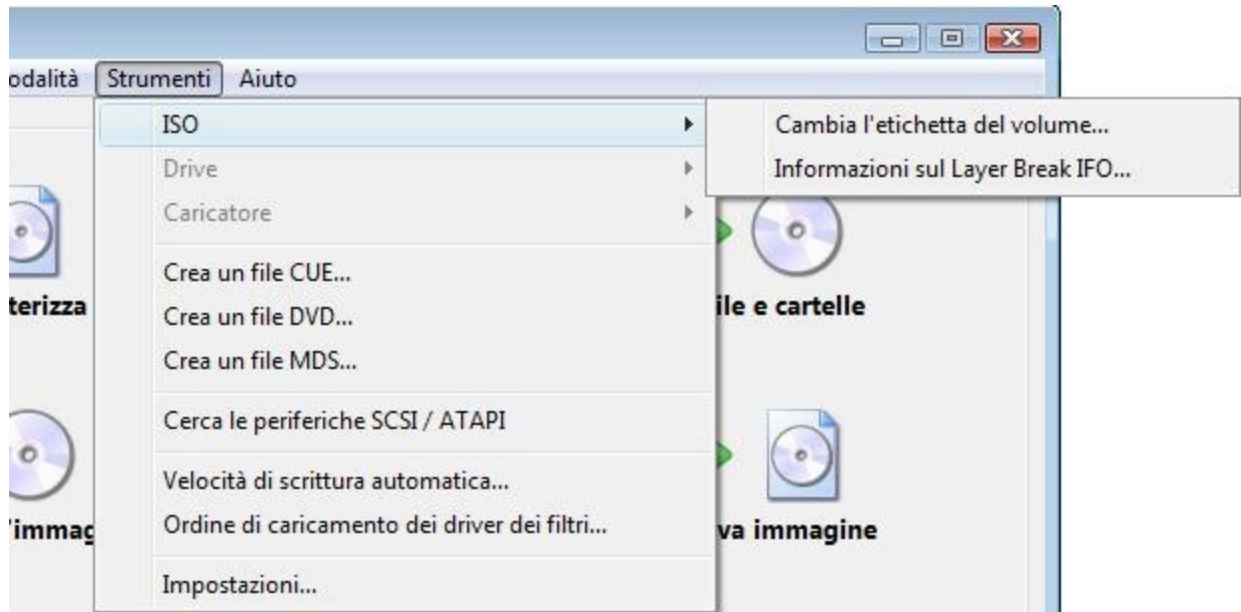 odalità Strumenti Aiuto
ISO
Cambia l'etichetta del volume...
Drive
Informazioni sul Layer Break IFO...
Caricatore
Crea un file CUE...
terizza
ile e cartelle
Crea un file DVD...
Crea un file MDS...
Cerca le periferiche SCSI / ATAPI
Velocità di scrittura automatica...
Ordine di caricamento dei driver dei filtri...
'immag
va immagine
Impostazioni...